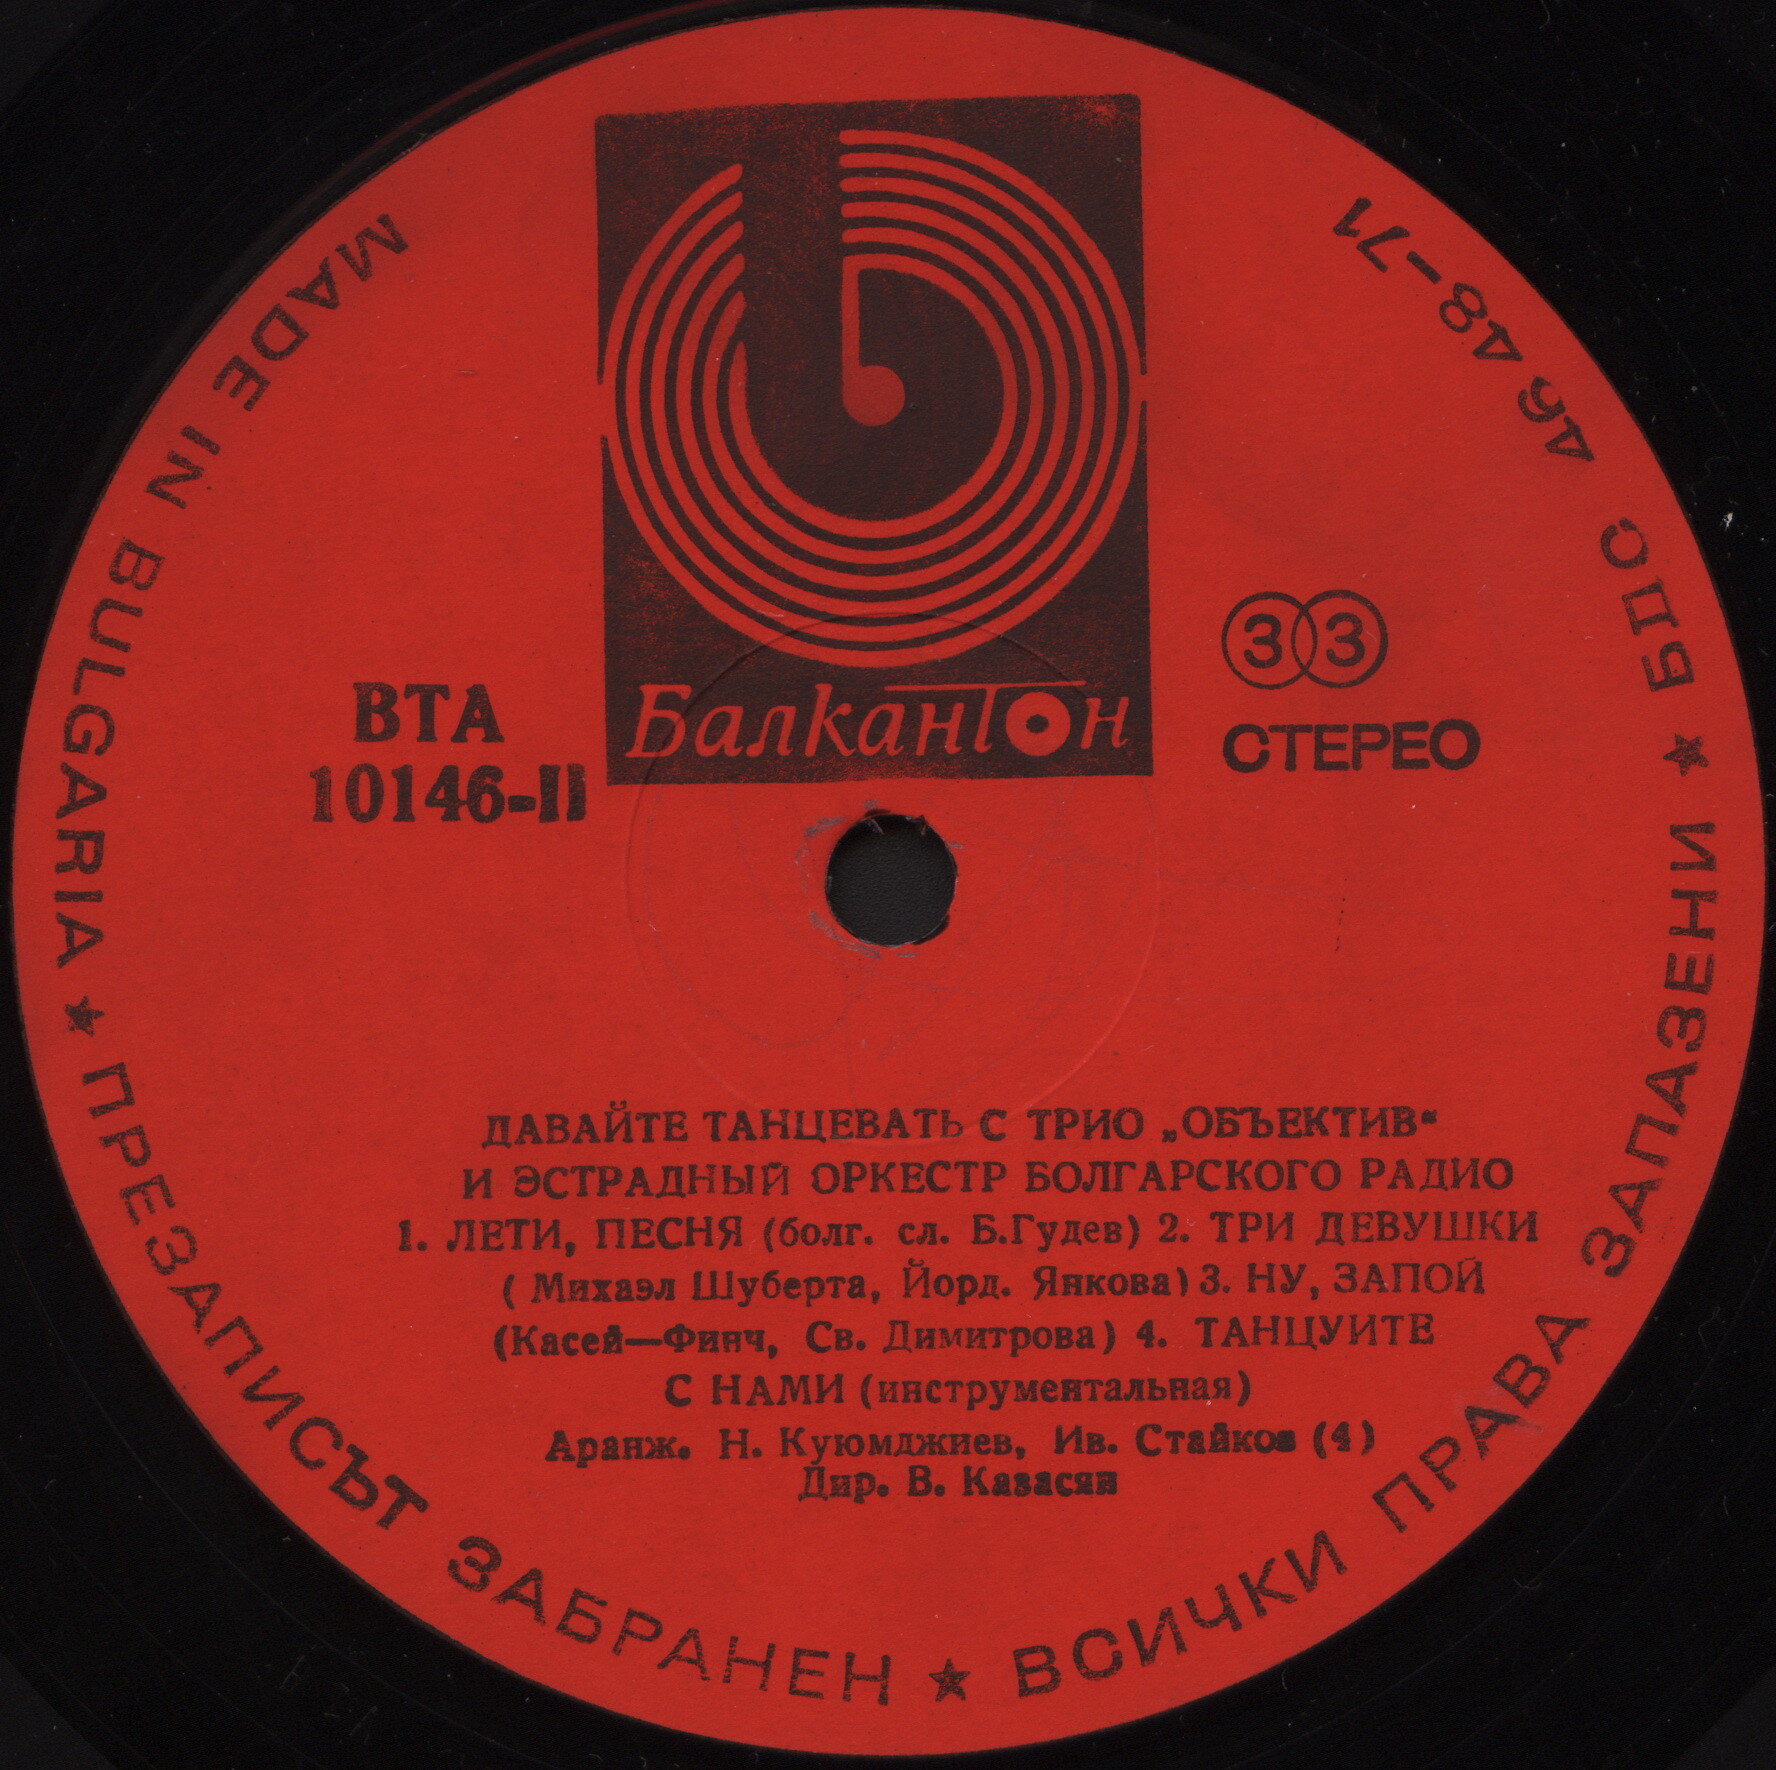 Балкантон
ВТА
10146-II
33
СТЕРЕО
ДАВАЙТЕ ТАНЦЕВАТЬ С ТРИО „ОБЪЕКТИВ“
И ЭСТРАДНЫЙ ОРКЕСТР БОЛГАРСКОГО РАДИО
1. ЛЕТИ, ПЕСНЯ (болг. сл. Б.Гудев) 2. ТРИ ДЕВУШКИ
( Михаэл Шуберта, Йорд. Янкова) 3. НУ, ЗАПОЙ
(Касей—Финч, Св. Димитрова) 4. ТАНЦУИТЕ
С НАМИ (инструментальная)
Аранж. Н. Куюмджиев, Ив. Стайков (4)
Дир. В. Казасян
MADE IN BULGARIA ★ ПРЕЗАПИСЪТ ЗАБРАНЕН ★ ВСИЧКИ ПРАВА ЗАПАЗЕНИ ★ БДС 4648-71